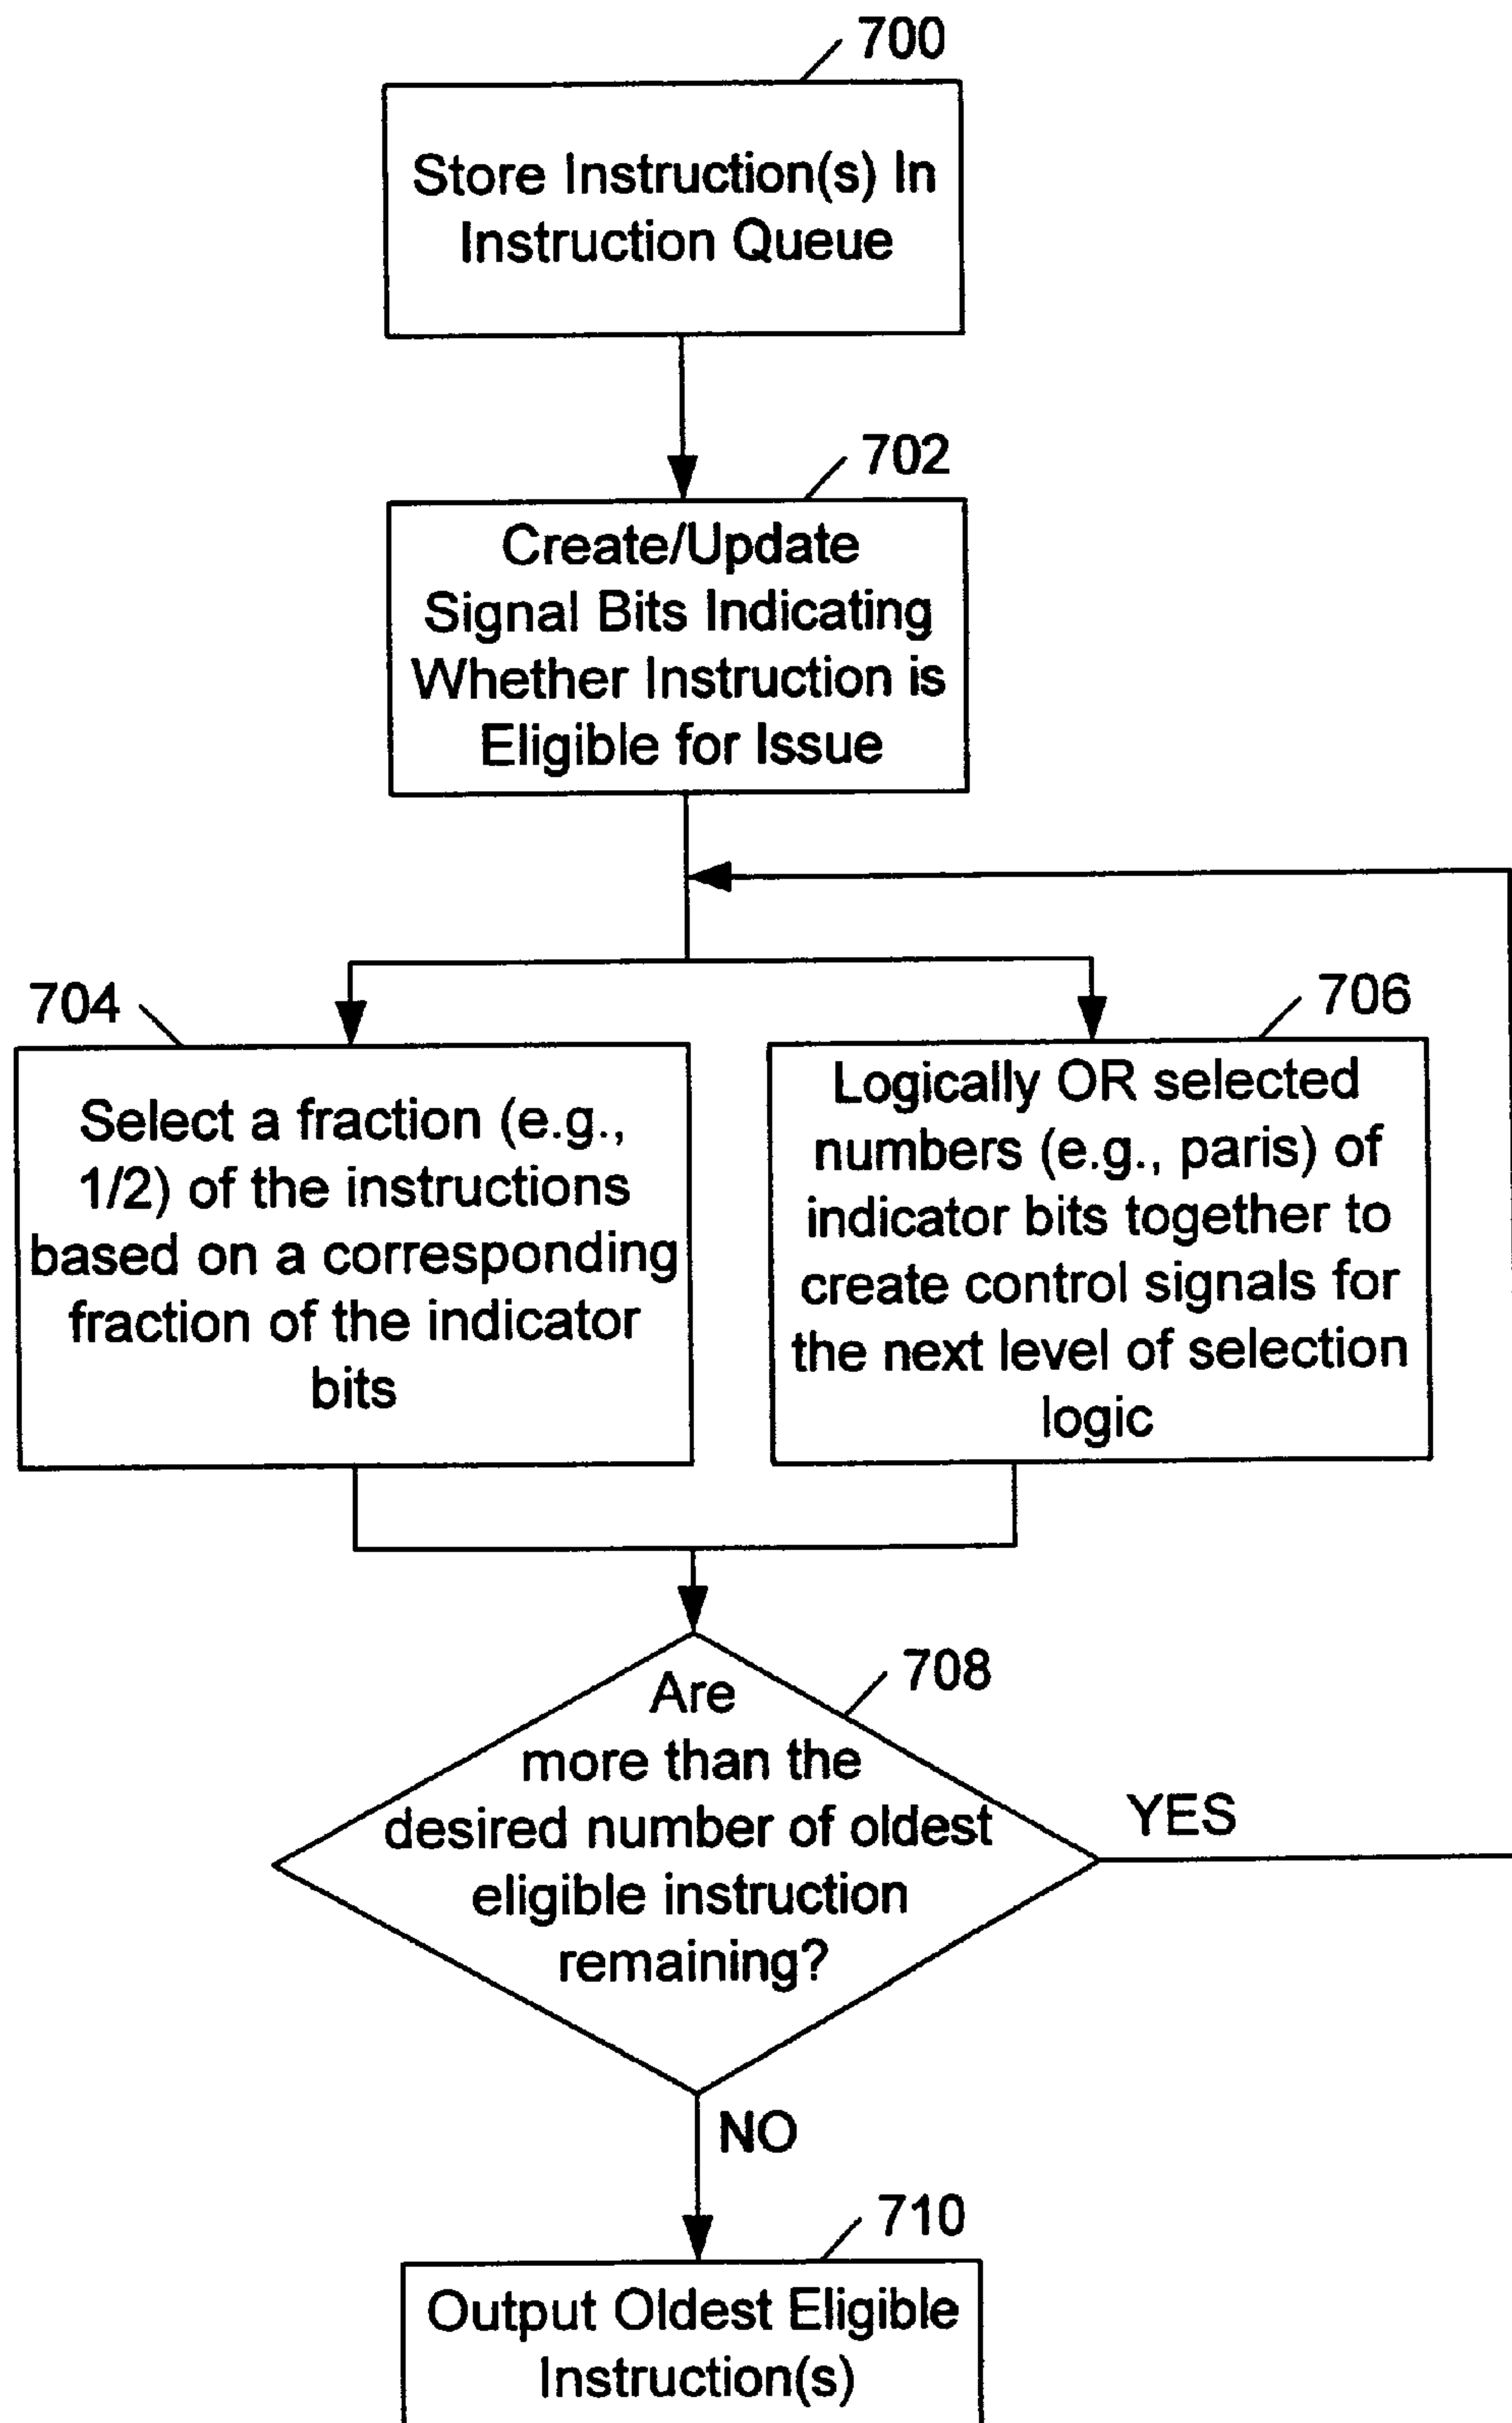 700
Store Instruction(s) In
Instruction Queue
702
Create/Update
Signal Bits Indicating
Whether Instruction is
Eligible for Issue
704
Select a fraction (e.g.,
1/2) of the instructions
based on a corresponding
fraction of the indicator
bits
706
Logically OR selected
numbers (e.g., paris) of
indicator bits together to
create control signals for
the next level of selection
logic
708
Are
more than the
desired number of oldest
eligible instruction
remaining?
YES
NO
710
Output Oldest Eligible
Instruction(s)